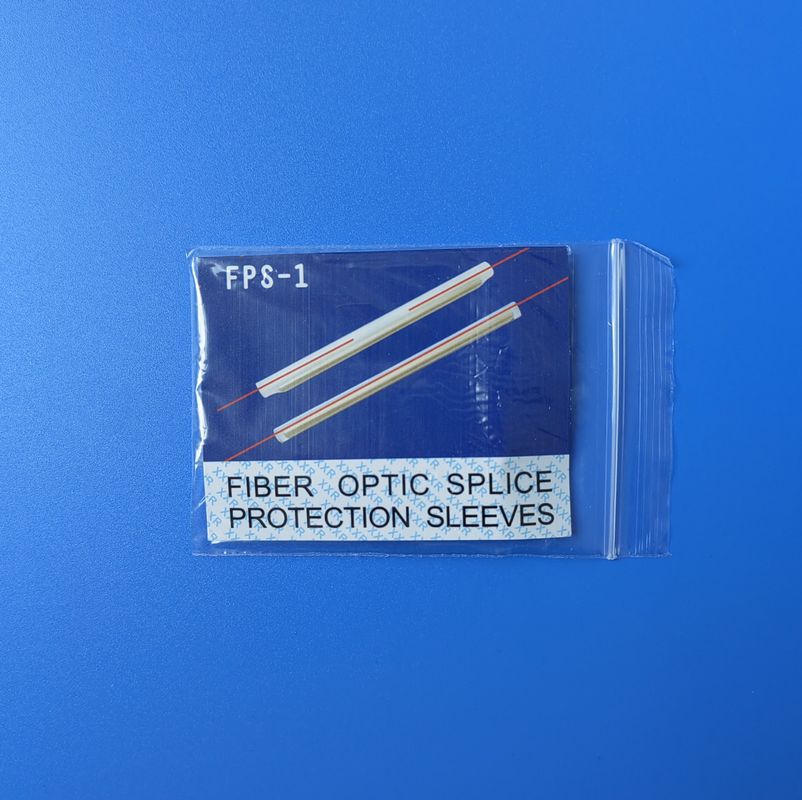 FPS-1
FIBER OPTIC SPLICE
PROTECTION SLEEVES